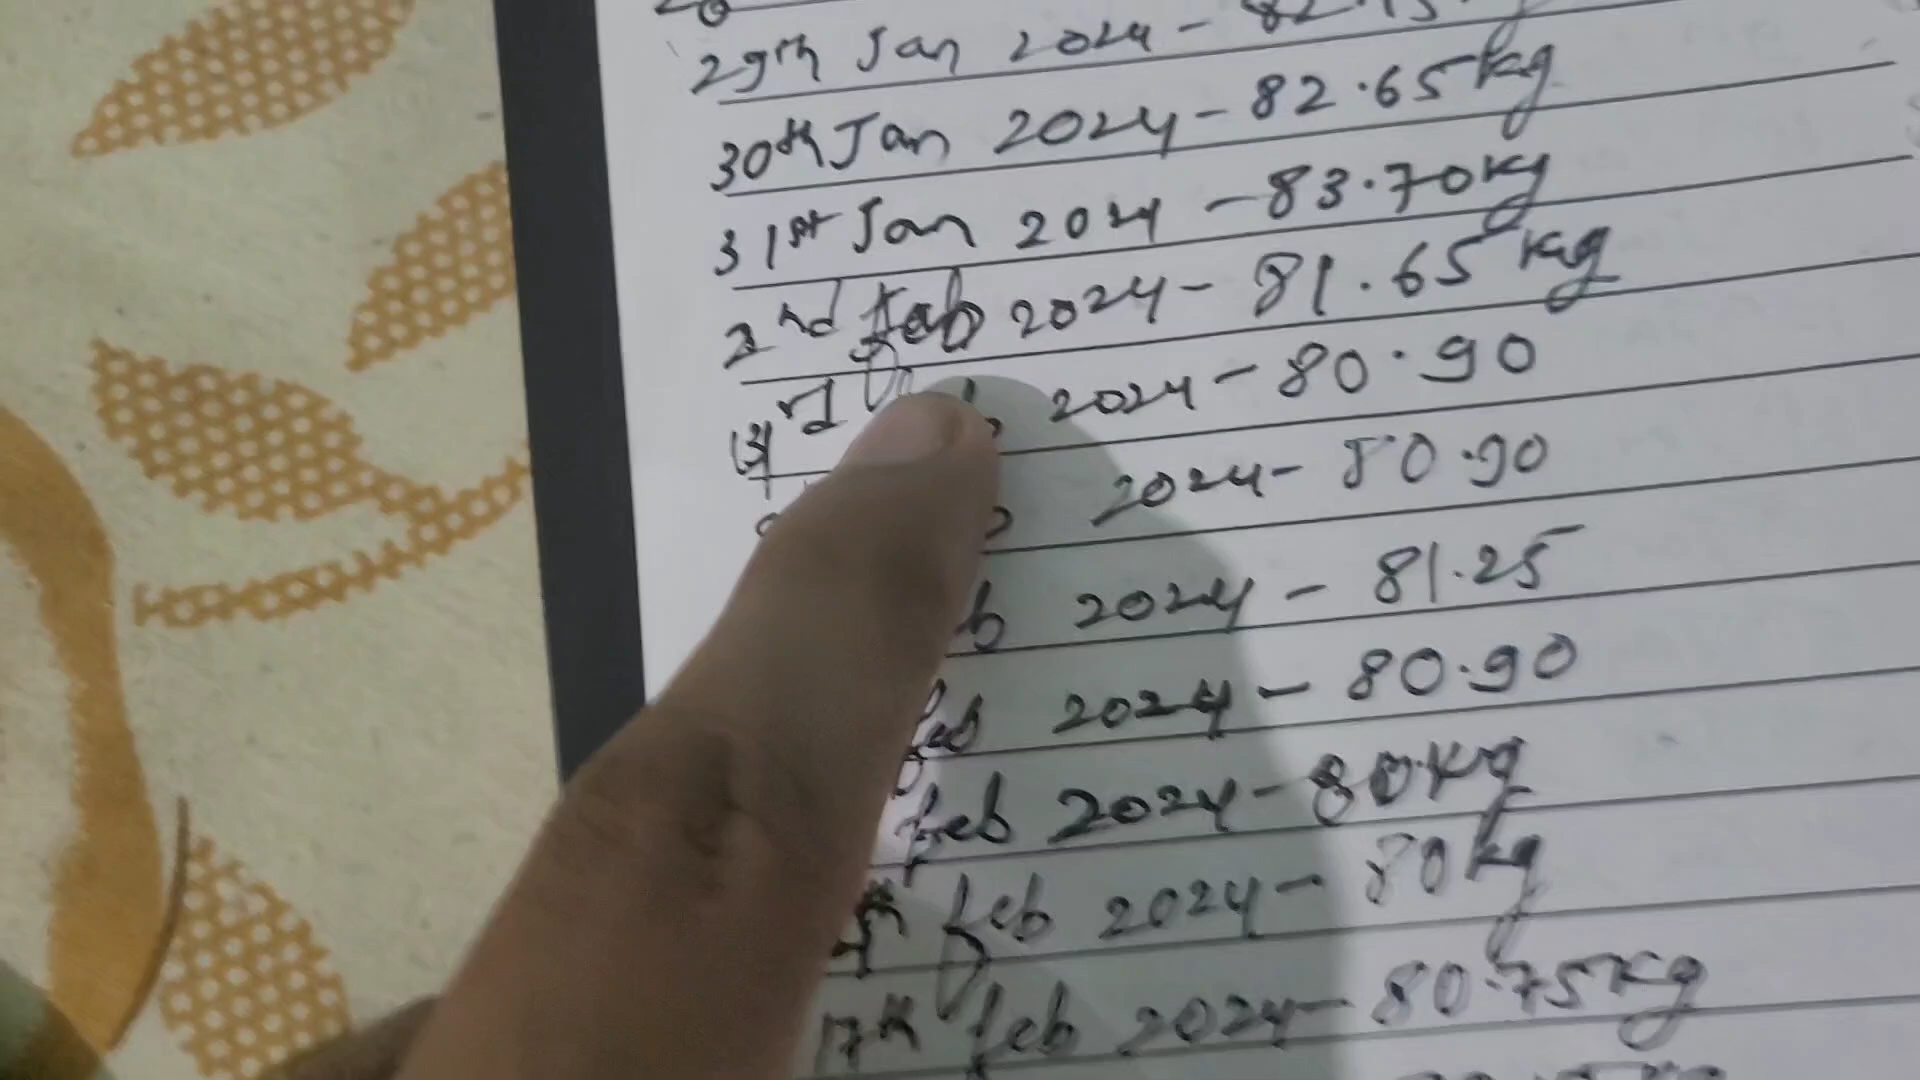 29th Jan 2024 - 82.15
30th Jan 2024 - 82.65 kg
31st Jan 2024 - 83.70 kg
2nd Feb 2024 - 81.65 kg
2024 - 80.90
2024 - 80.90
2024 - 81.25
feb 2024 - 80.90
feb 2024 - 80 kg
feb 2024 - 80 kg
17th feb 2024 - 80.75 kg